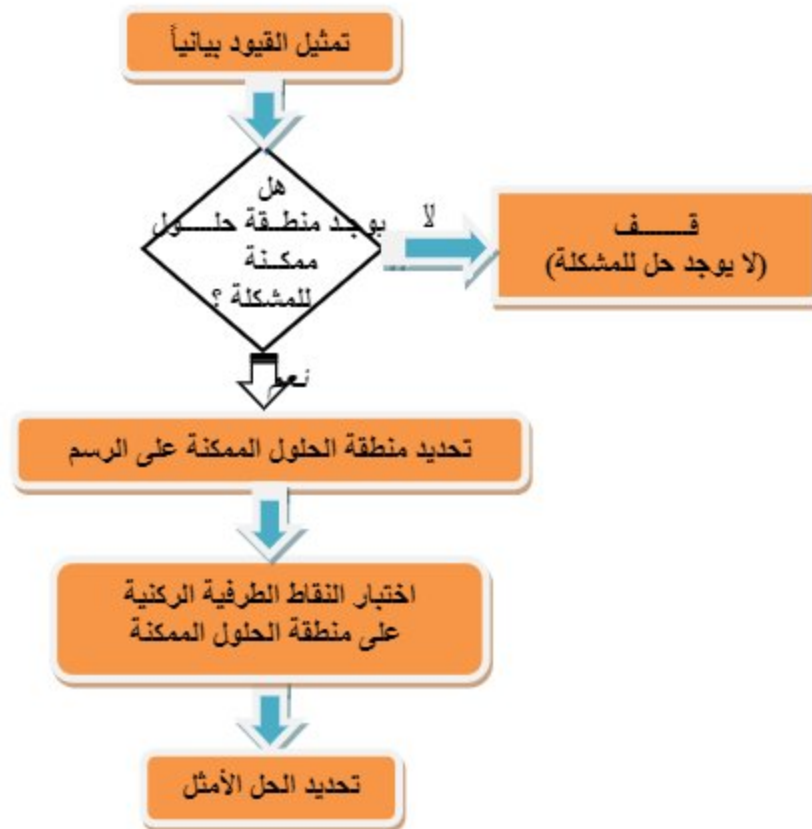 تمثيل القيود بيانياً
هل
يوجد منطقة حلول
ممكنة
للمشكلة ؟
لا
قف
(لا يوجد حل للمشكلة)
نعم
تحديد منطقة الحلول الممكنة على الرسم
اختبار النقاط الطرفية الركنية
على منطقة الحلول الممكنة
تحديد الحل الأمثل